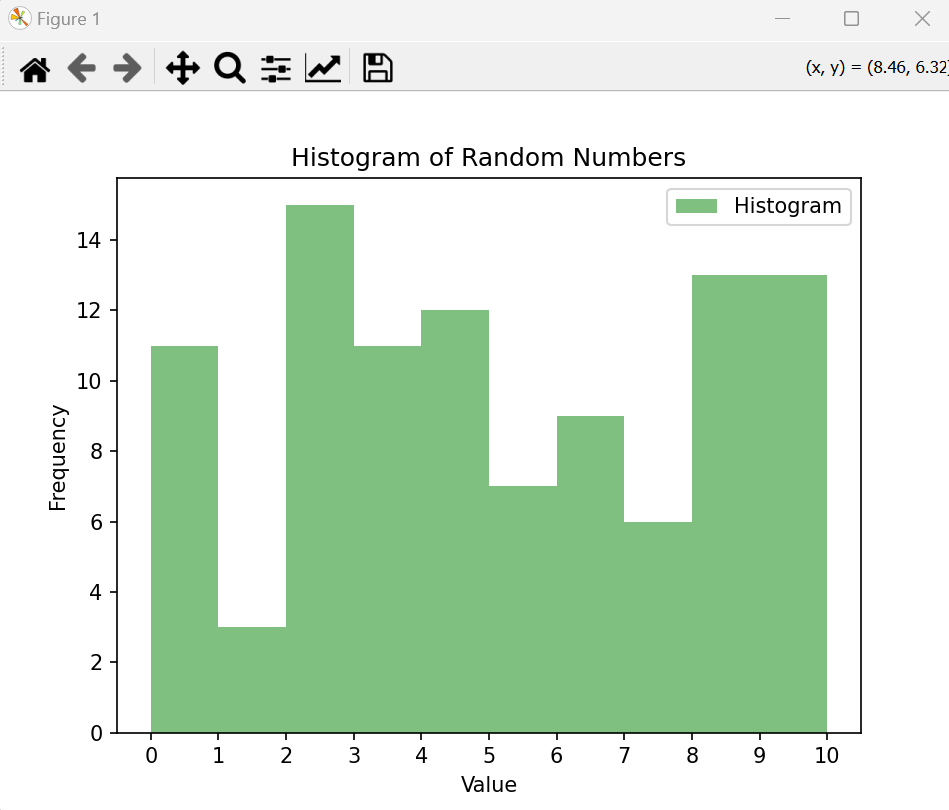 Figure 1
(x, y) = (8.46, 6.32)
Histogram of Random Numbers
Histogram
14
12
10
8
6
4
2
0
Frequency
0 1 2 3 4 5 6 7 8 9 10
Value